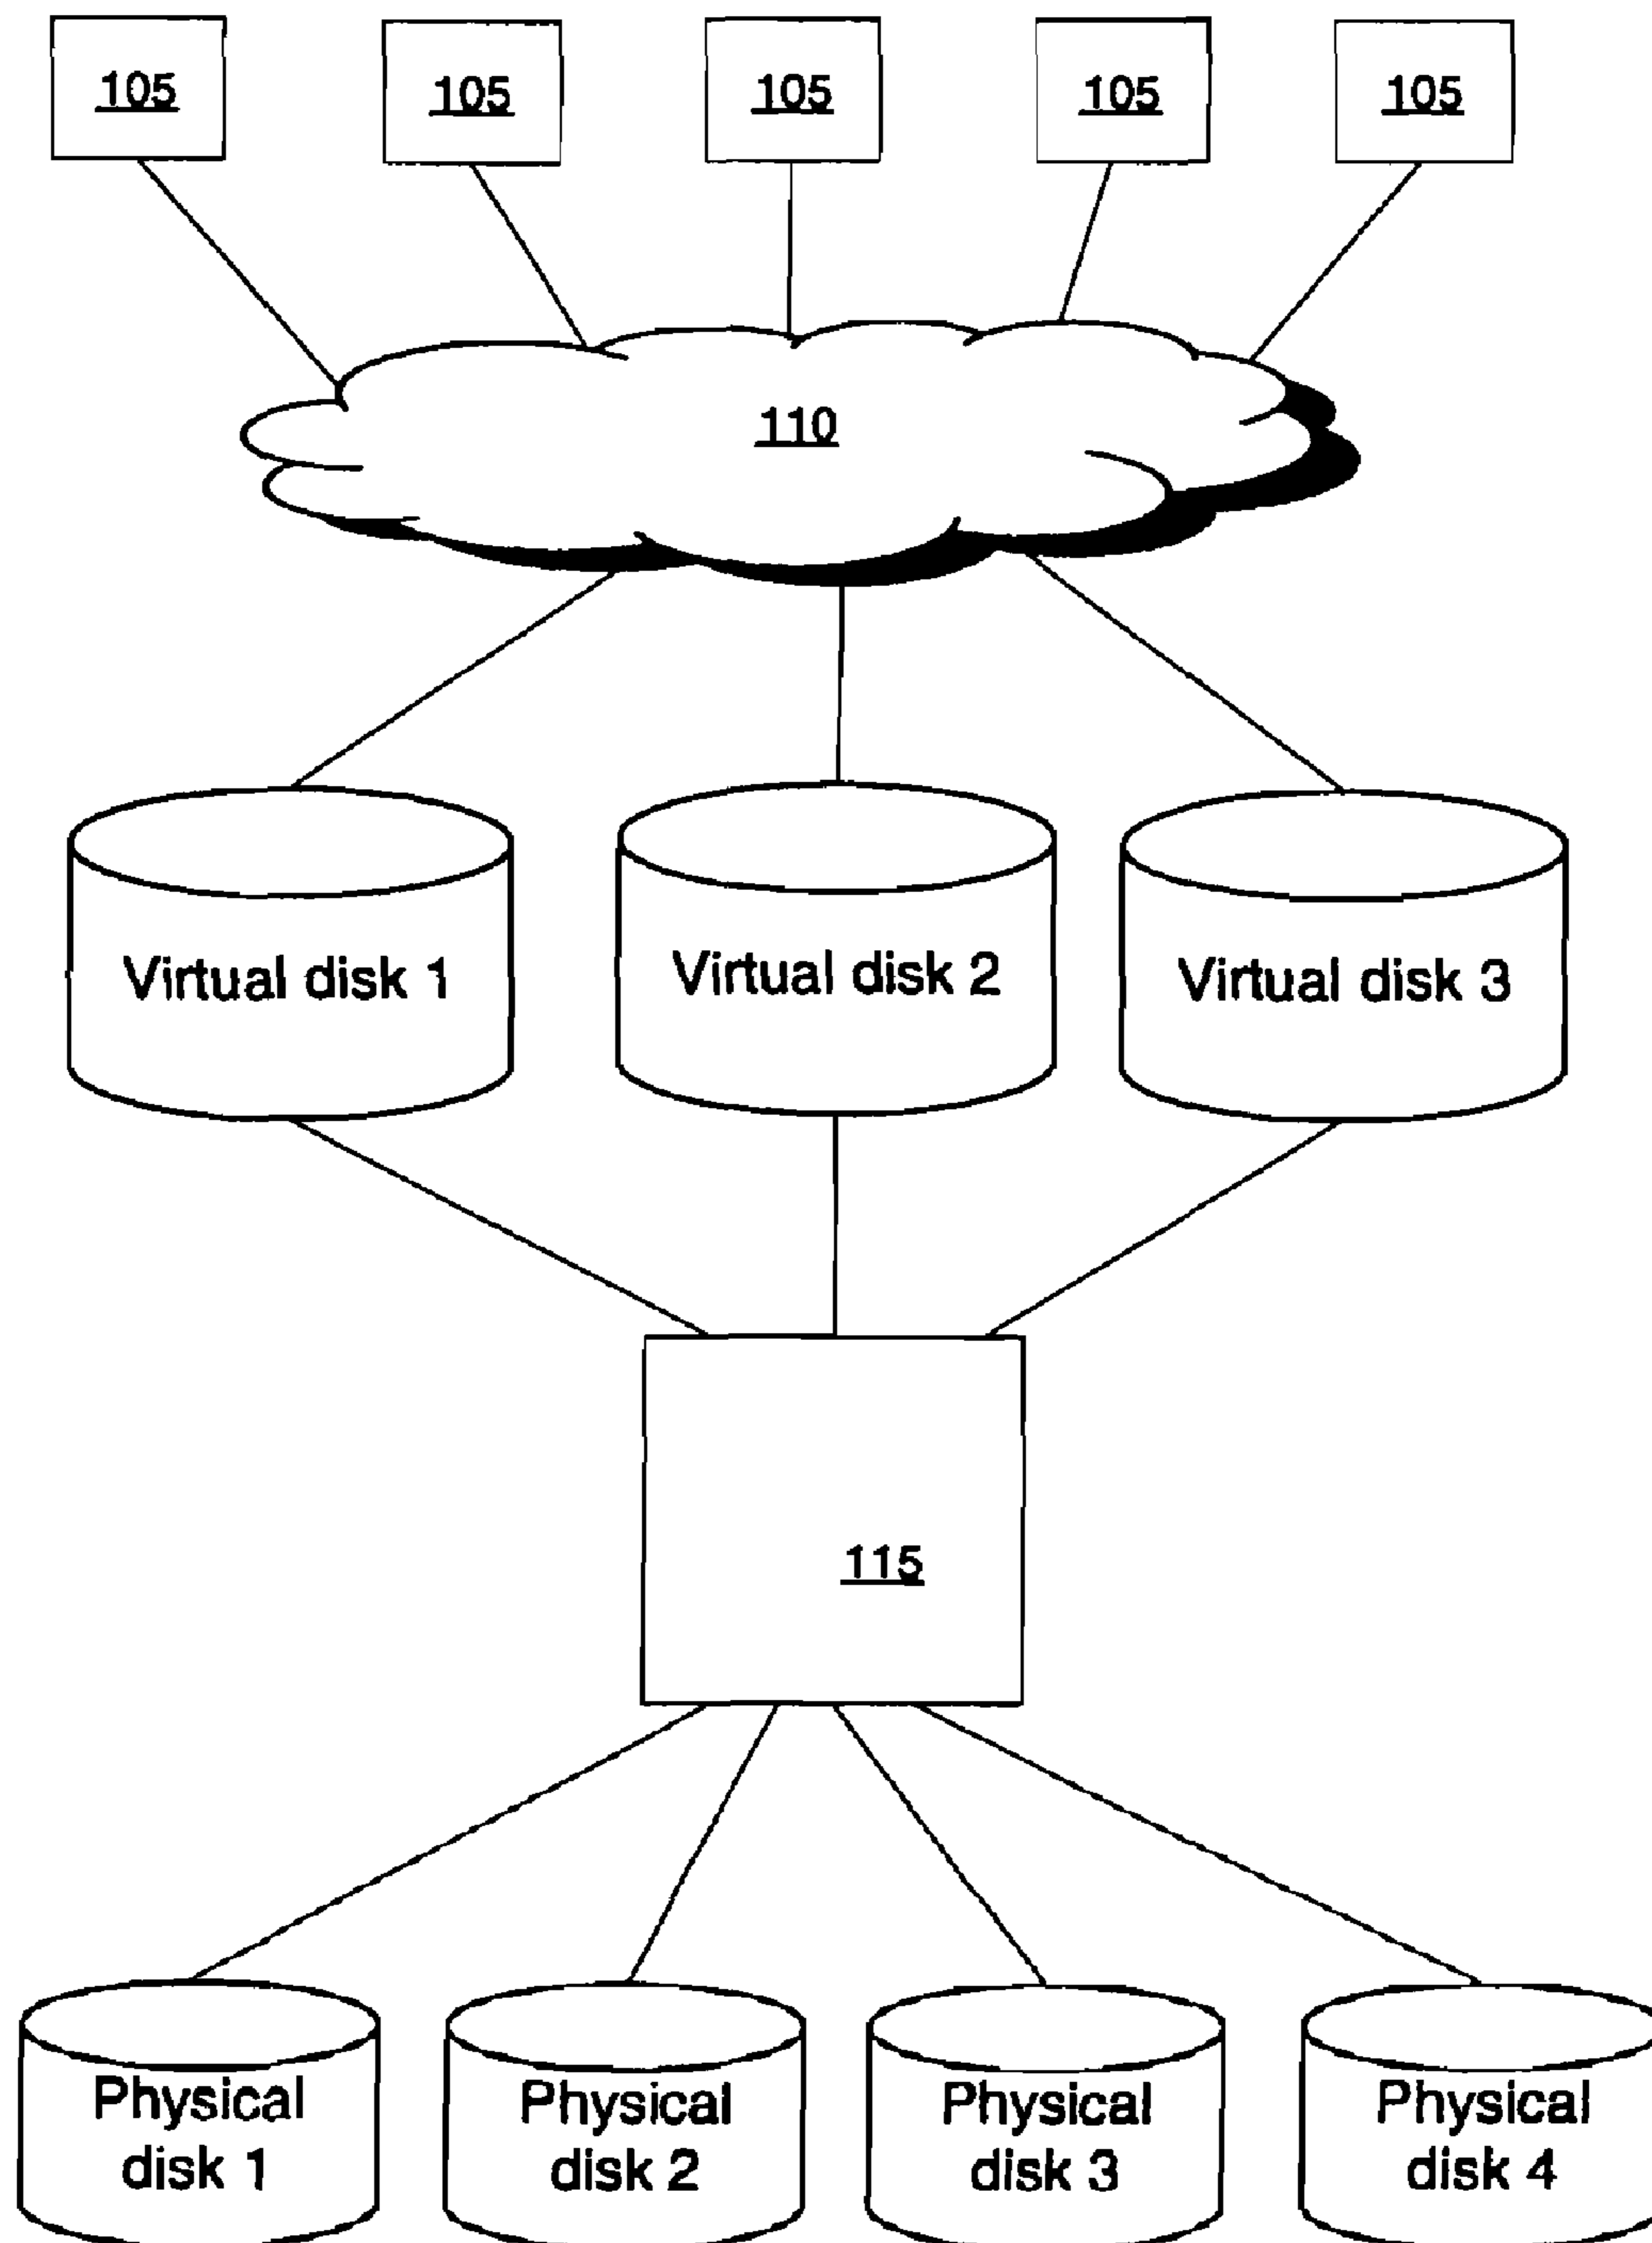 105
105
105
105
105
110
Virtual disk 1
Virtual disk 2
Virtual disk 3
115
Physical
disk 1
Physical
disk 2
Physical
disk 3
Physical
disk 4